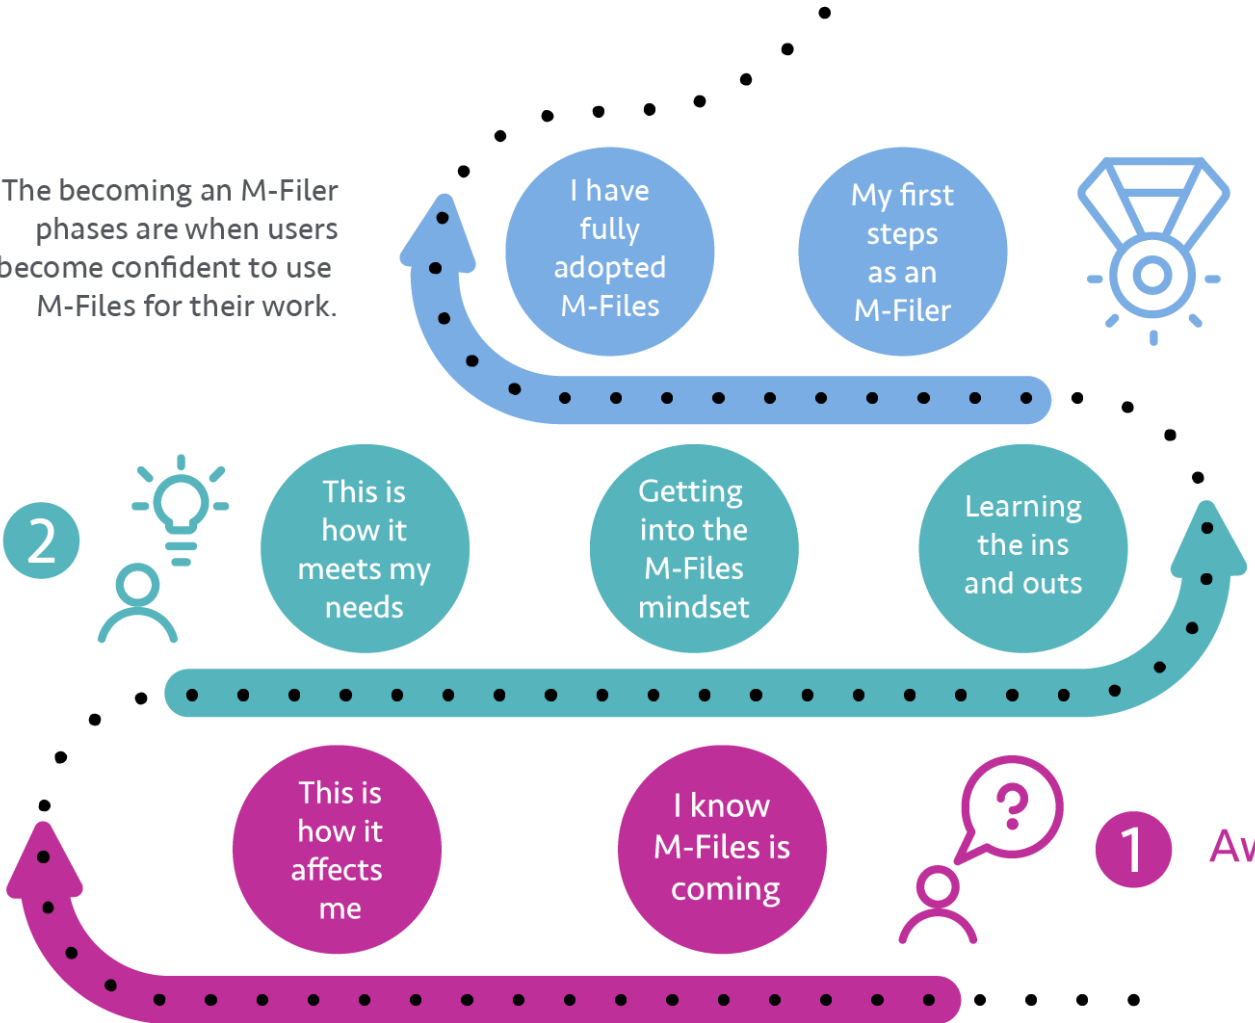 The becoming an M-Filer
phases are when users
become confident to use
M-Files for their work.
I have
fully
adopted
M-Files
My first
steps
as an
M-Filer
2
This is
how it
meets my
needs
Getting
into the
M-Files
mindset
Learning
the ins
and outs
This is
how it
affects
me
I know
M-Files is
coming
?
1